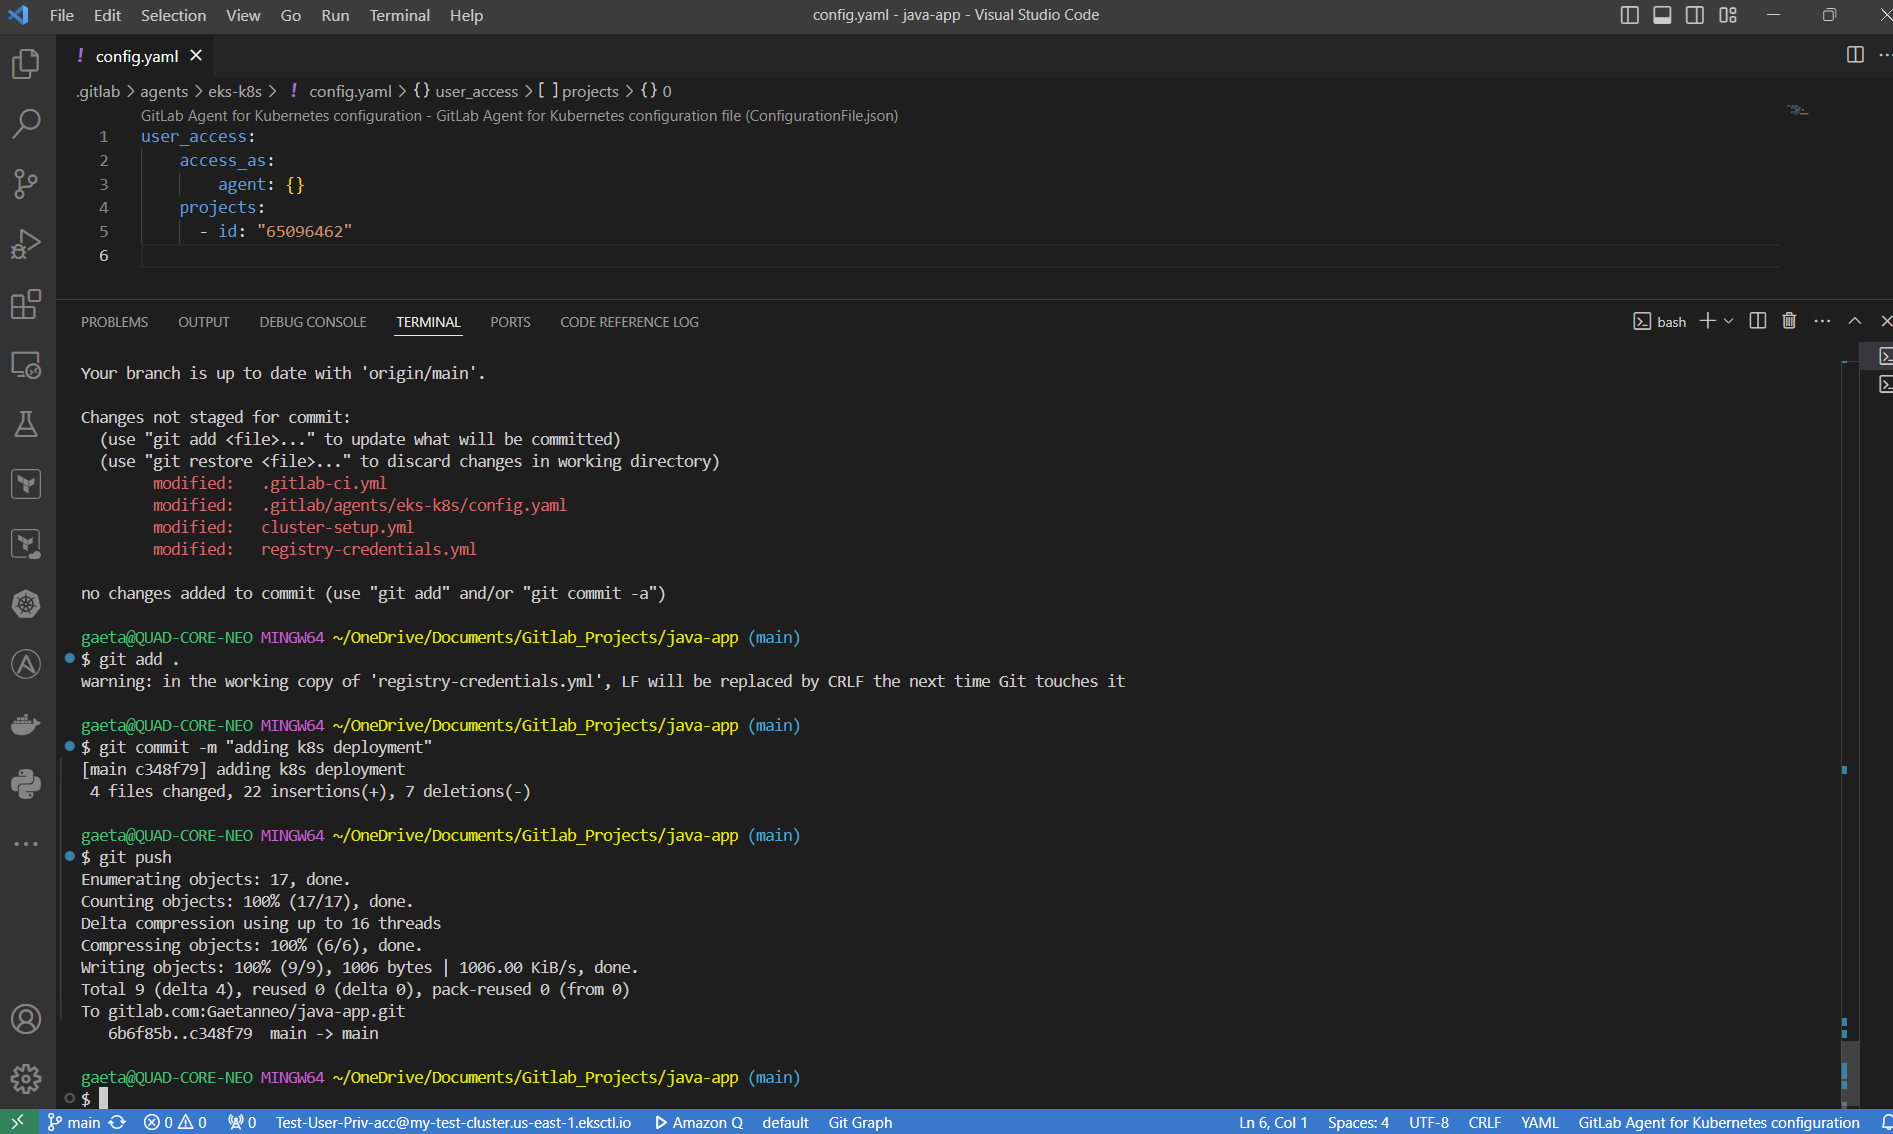 File Edit Selection View Go Run Terminal Help
config.yaml - java-app - Visual Studio Code
! config.yaml
.gitlab > agents > eks-k8s > ! config.yaml > {} user_access > [ ] projects > {} 0
GitLab Agent for Kubernetes configuration - GitLab Agent for Kubernetes configuration file (ConfigurationFile.json)
1 user_access:
2     access_as:
3         agent: {}
4     projects:
5       - id: "65096462"
6
PROBLEMS OUTPUT DEBUG CONSOLE TERMINAL PORTS CODE REFERENCE LOG
bash
Your branch is up to date with 'origin/main'.
Changes not staged for commit:
  (use "git add <file>..." to update what will be committed)
  (use "git restore <file>..." to discard changes in working directory)
        modified:   .gitlab-ci.yml
        modified:   .gitlab/agents/eks-k8s/config.yaml
        modified:   cluster-setup.yml
        modified:   registry-credentials.yml
no changes added to commit (use "git add" and/or "git commit -a")
gaeta@QUAD-CORE-NEO MINGW64 ~/OneDrive/Documents/Gitlab_Projects/java-app (main)
$ git add .
warning: in the working copy of 'registry-credentials.yml', LF will be replaced by CRLF the next time Git touches it
gaeta@QUAD-CORE-NEO MINGW64 ~/OneDrive/Documents/Gitlab_Projects/java-app (main)
$ git commit -m "adding k8s deployment"
[main c348f79] adding k8s deployment
 4 files changed, 22 insertions(+), 7 deletions(-)
gaeta@QUAD-CORE-NEO MINGW64 ~/OneDrive/Documents/Gitlab_Projects/java-app (main)
$ git push
Enumerating objects: 17, done.
Counting objects: 100% (17/17), done.
Delta compression using up to 16 threads
Compressing objects: 100% (6/6), done.
Writing objects: 100% (9/9), 1006 bytes | 1006.00 KiB/s, done.
Total 9 (delta 4), reused 0 (delta 0), pack-reused 0 (from 0)
To gitlab.com:Gaetanneo/java-app.git
   6b6f85b..c348f79  main -> main
gaeta@QUAD-CORE-NEO MINGW64 ~/OneDrive/Documents/Gitlab_Projects/java-app (main)
$
main 0 0 0 Test-User-Priv-acc@my-test-cluster.us-east-1.eksctl.io Amazon Q default Git Graph Ln 6, Col 1 Spaces: 4 UTF-8 CRLF YAML GitLab Agent for Kubernetes configuration